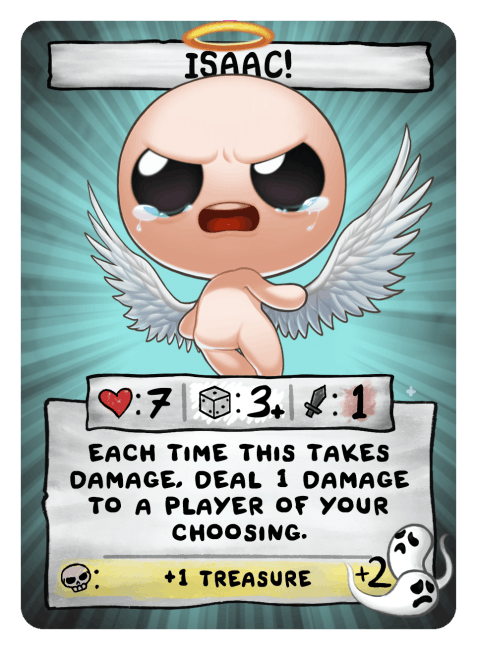 ISAAC!
:7 :3+ :1
EACH TIME THIS TAKES
DAMAGE, DEAL 1 DAMAGE
TO A PLAYER OF YOUR
CHOOSING.
: +1 TREASURE +2